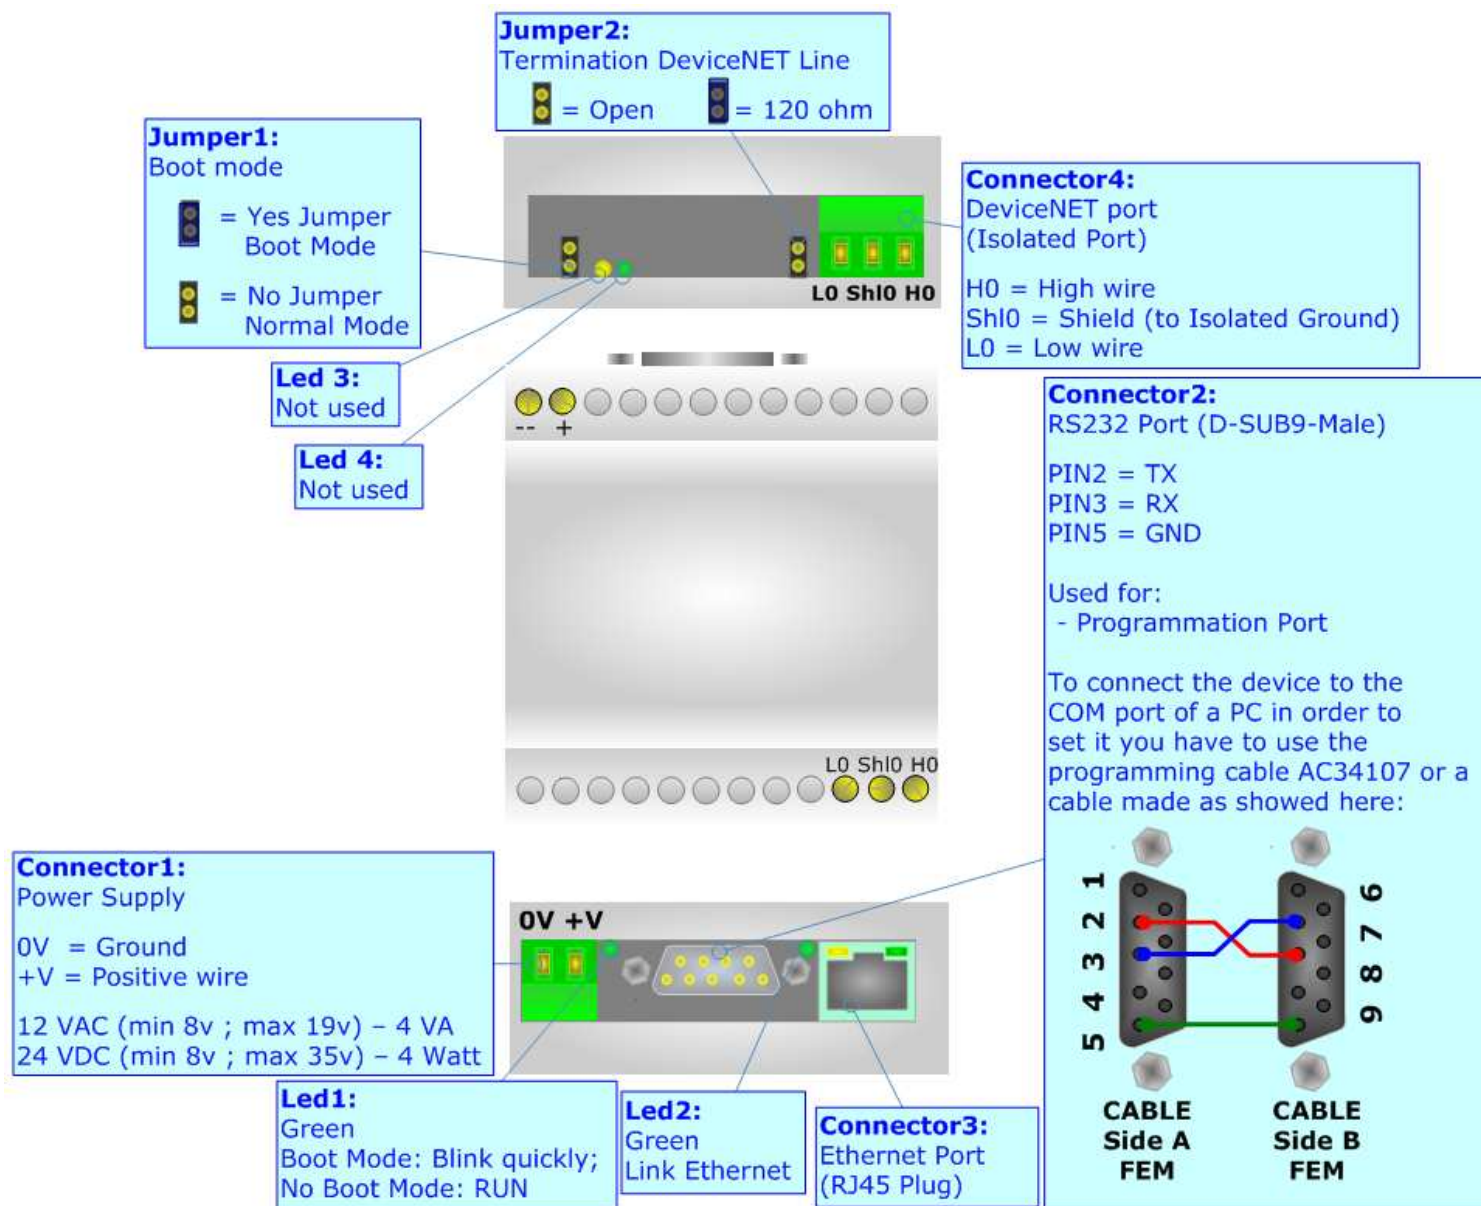 Jumper2:
Termination DeviceNET Line
= Open = 120 ohm
Jumper1:
Boot mode
= Yes Jumper
Boot Mode
= No Jumper
Normal Mode
Connector4:
DeviceNET port
(Isolated Port)
H0 = High wire
Shl0 = Shield (to Isolated Ground)
L0 = Low wire
L0 Shl0 H0
Led 3:
Not used
Led 4:
Not used
-- +
Connector2:
RS232 Port (D-SUB9-Male)
PIN2 = TX
PIN3 = RX
PIN5 = GND
Used for:
- Programmation Port
To connect the device to the
COM port of a PC in order to
set it you have to use the
programming cable AC34107 or a
cable made as showed here:
L0 Shl0 H0
Connector1:
Power Supply
0V = Ground
+V = Positive wire
12 VAC (min 8v ; max 19v) – 4 VA
24 VDC (min 8v ; max 35v) – 4 Watt
0V +V
1
2
3
4
5
6
7
8
9
CABLE
Side A
FEM
CABLE
Side B
FEM
Led1:
Green
Boot Mode: Blink quickly;
No Boot Mode: RUN
Led2:
Green
Link Ethernet
Connector3:
Ethernet Port
(RJ45 Plug)